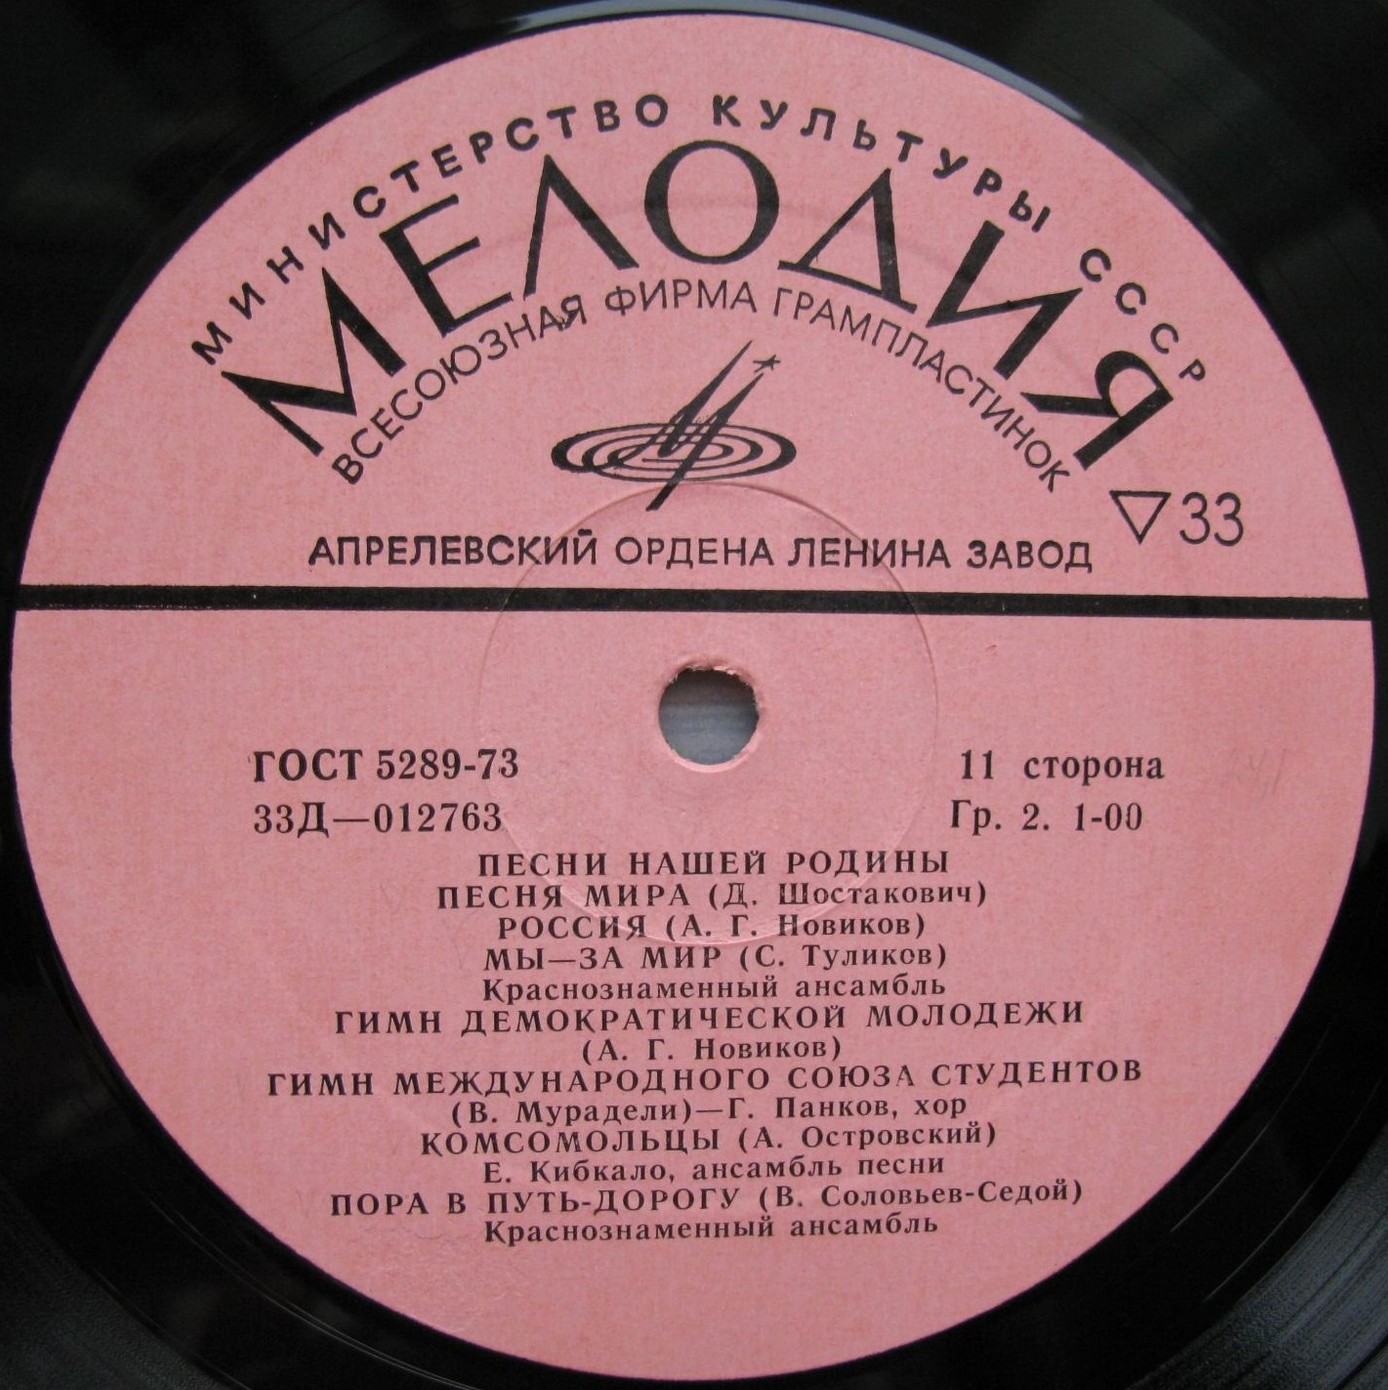 МИНИСТЕРСТВО КУЛЬТУРЫ СССР
МЕЛОДИЯ
ВСЕСОЮЗНАЯ ФИРМА ГРАМПЛАСТИНОК
33
АПРЕЛЕВСКИЙ ОРДЕНА ЛЕНИНА ЗАВОД
ГОСТ 5289-73
11 сторона
33Д—012763
Гр. 2. 1-00
ПЕСНИ НАШЕЙ РОДИНЫ
ПЕСНЯ МИРА (Д. Шостакович)
РОССИЯ (А. Г. Новиков)
МЫ—ЗА МИР (С. Туликов)
Краснознаменный ансамбль
ГИМН ДЕМОКРАТИЧЕСКОЙ МОЛОДЕЖИ
(А. Г. Новиков)
ГИМН МЕЖДУНАРОДНОГО СОЮЗА СТУДЕНТОВ
(В. Мурадели)—Г. Панков, хор
КОМСОМОЛЬЦЫ (А. Островский)
Е. Кибкало, ансамбль песни
ПОРА В ПУТЬ-ДОРОГУ (В. Соловьев-Седой)
Краснознаменный ансамбль